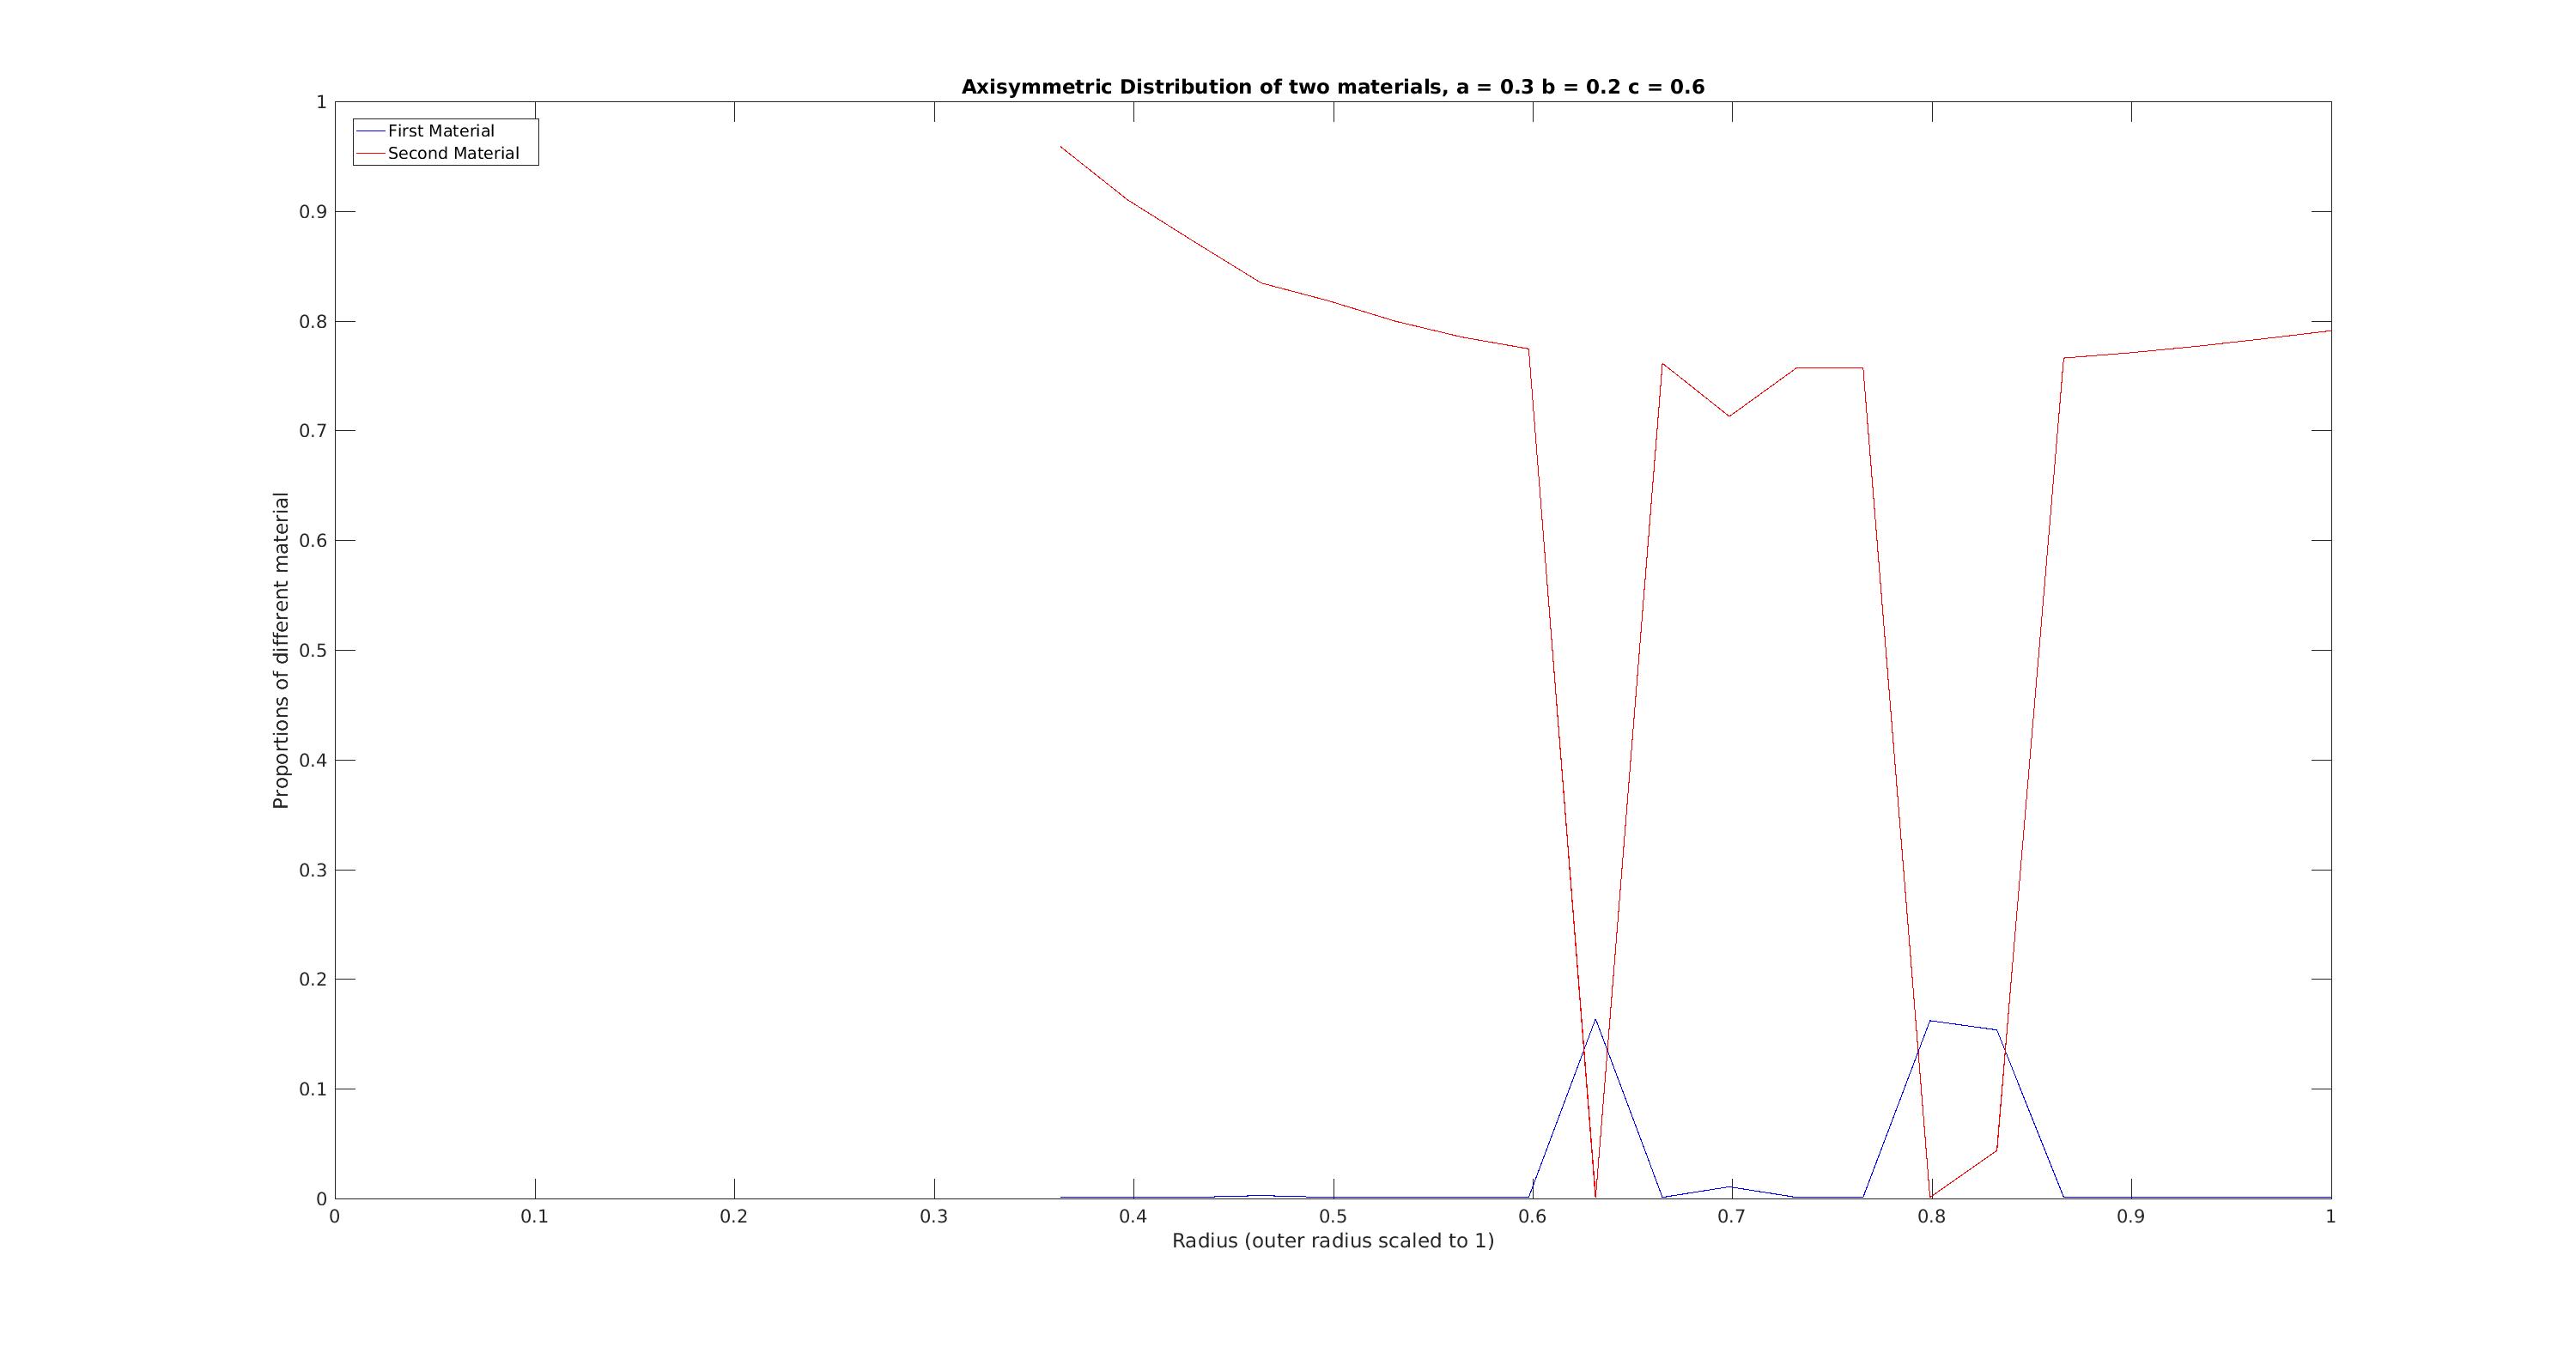 Axisymmetric Distribution of two materials, a = 0.3 b = 0.2 c = 0.6
First Material
Second Material
Proportions of different material
1
0.9
0.8
0.7
0.6
0.5
0.4
0.3
0.2
0.1
0
0 0.1 0.2 0.3 0.4 0.5 0.6 0.7 0.8 0.9 1
Radius (outer radius scaled to 1)